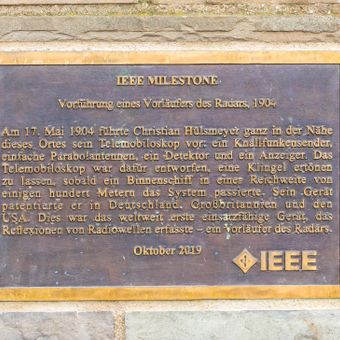 IEEE MILESTONE
Vorführung eines Vorläufers des Radars, 1904
Am 17. Mai 1904 führte Christian Hülsmeyer ganz in der Nähe
dieses Ortes sein Telemobiloskop vor: ein Knallfunkensender,
einfache Parabolantennen, ein Detektor und ein Anzeiger. Das
Telemobiloskop war dafür entworfen, eine Klingel ertönen
zu lassen, sobald ein Binnenschiff in einer Reichweite von
einigen hundert Metern das System passierte. Sein Gerät
patentierte er in Deutschland, Großbritannien und den
USA. Dies war das weltweit erste einsatzfähige Gerät, das
Reflexionen von Radiowellen erfasste – ein Vorläufer des Radars.
Oktober 2019
IEEE